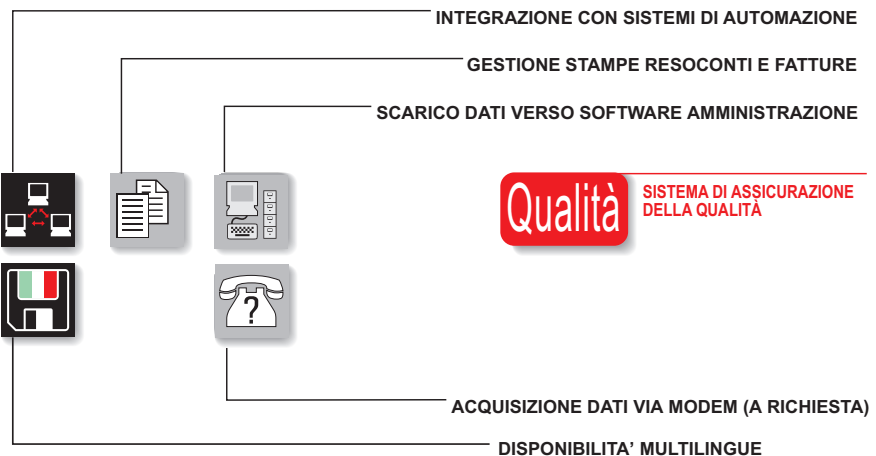 INTEGRAZIONE CON SISTEMI DI AUTOMAZIONE
GESTIONE STAMPE RESOCONTI E FATTURE
SCARICO DATI VERSO SOFTWARE AMMINISTRAZIONE
Qualità
SISTEMA DI ASSICURAZIONE
DELLA QUALITÀ
?
ACQUISIZIONE DATI VIA MODEM (A RICHIESTA)
DISPONIBILITA’ MULTILINGUE